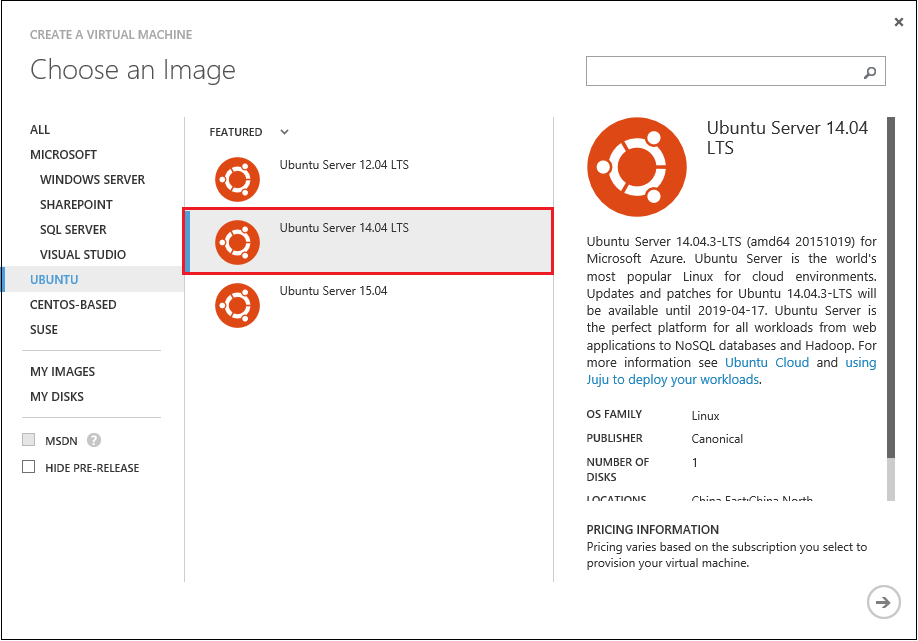 CREATE A VIRTUAL MACHINE
Choose an Image
ALL
MICROSOFT
WINDOWS SERVER
SHAREPOINT
SQL SERVER
VISUAL STUDIO
UBUNTU
CENTOS-BASED
SUSE
MY IMAGES
MY DISKS
MSDN ?
HIDE PRE-RELEASE
FEATURED
Ubuntu Server 12.04 LTS
Ubuntu Server 14.04 LTS
Ubuntu Server 15.04
Ubuntu Server 14.04
LTS
Ubuntu Server 14.04.3-LTS (amd64 20151019) for
Microsoft Azure. Ubuntu Server is the world's
most popular Linux for cloud environments.
Updates and patches for Ubuntu 14.04.3-LTS will
be available until 2019-04-17. Ubuntu Server is
the perfect platform for all workloads from web
applications to NoSQL databases and Hadoop. For
more information see Ubuntu Cloud and using
Juju to deploy your workloads.
OS FAMILY Linux
PUBLISHER Canonical
NUMBER OF 1
DISKS
LOCATIONS China East;China North
PRICING INFORMATION
Pricing varies based on the subscription you select to
provision your virtual machine.